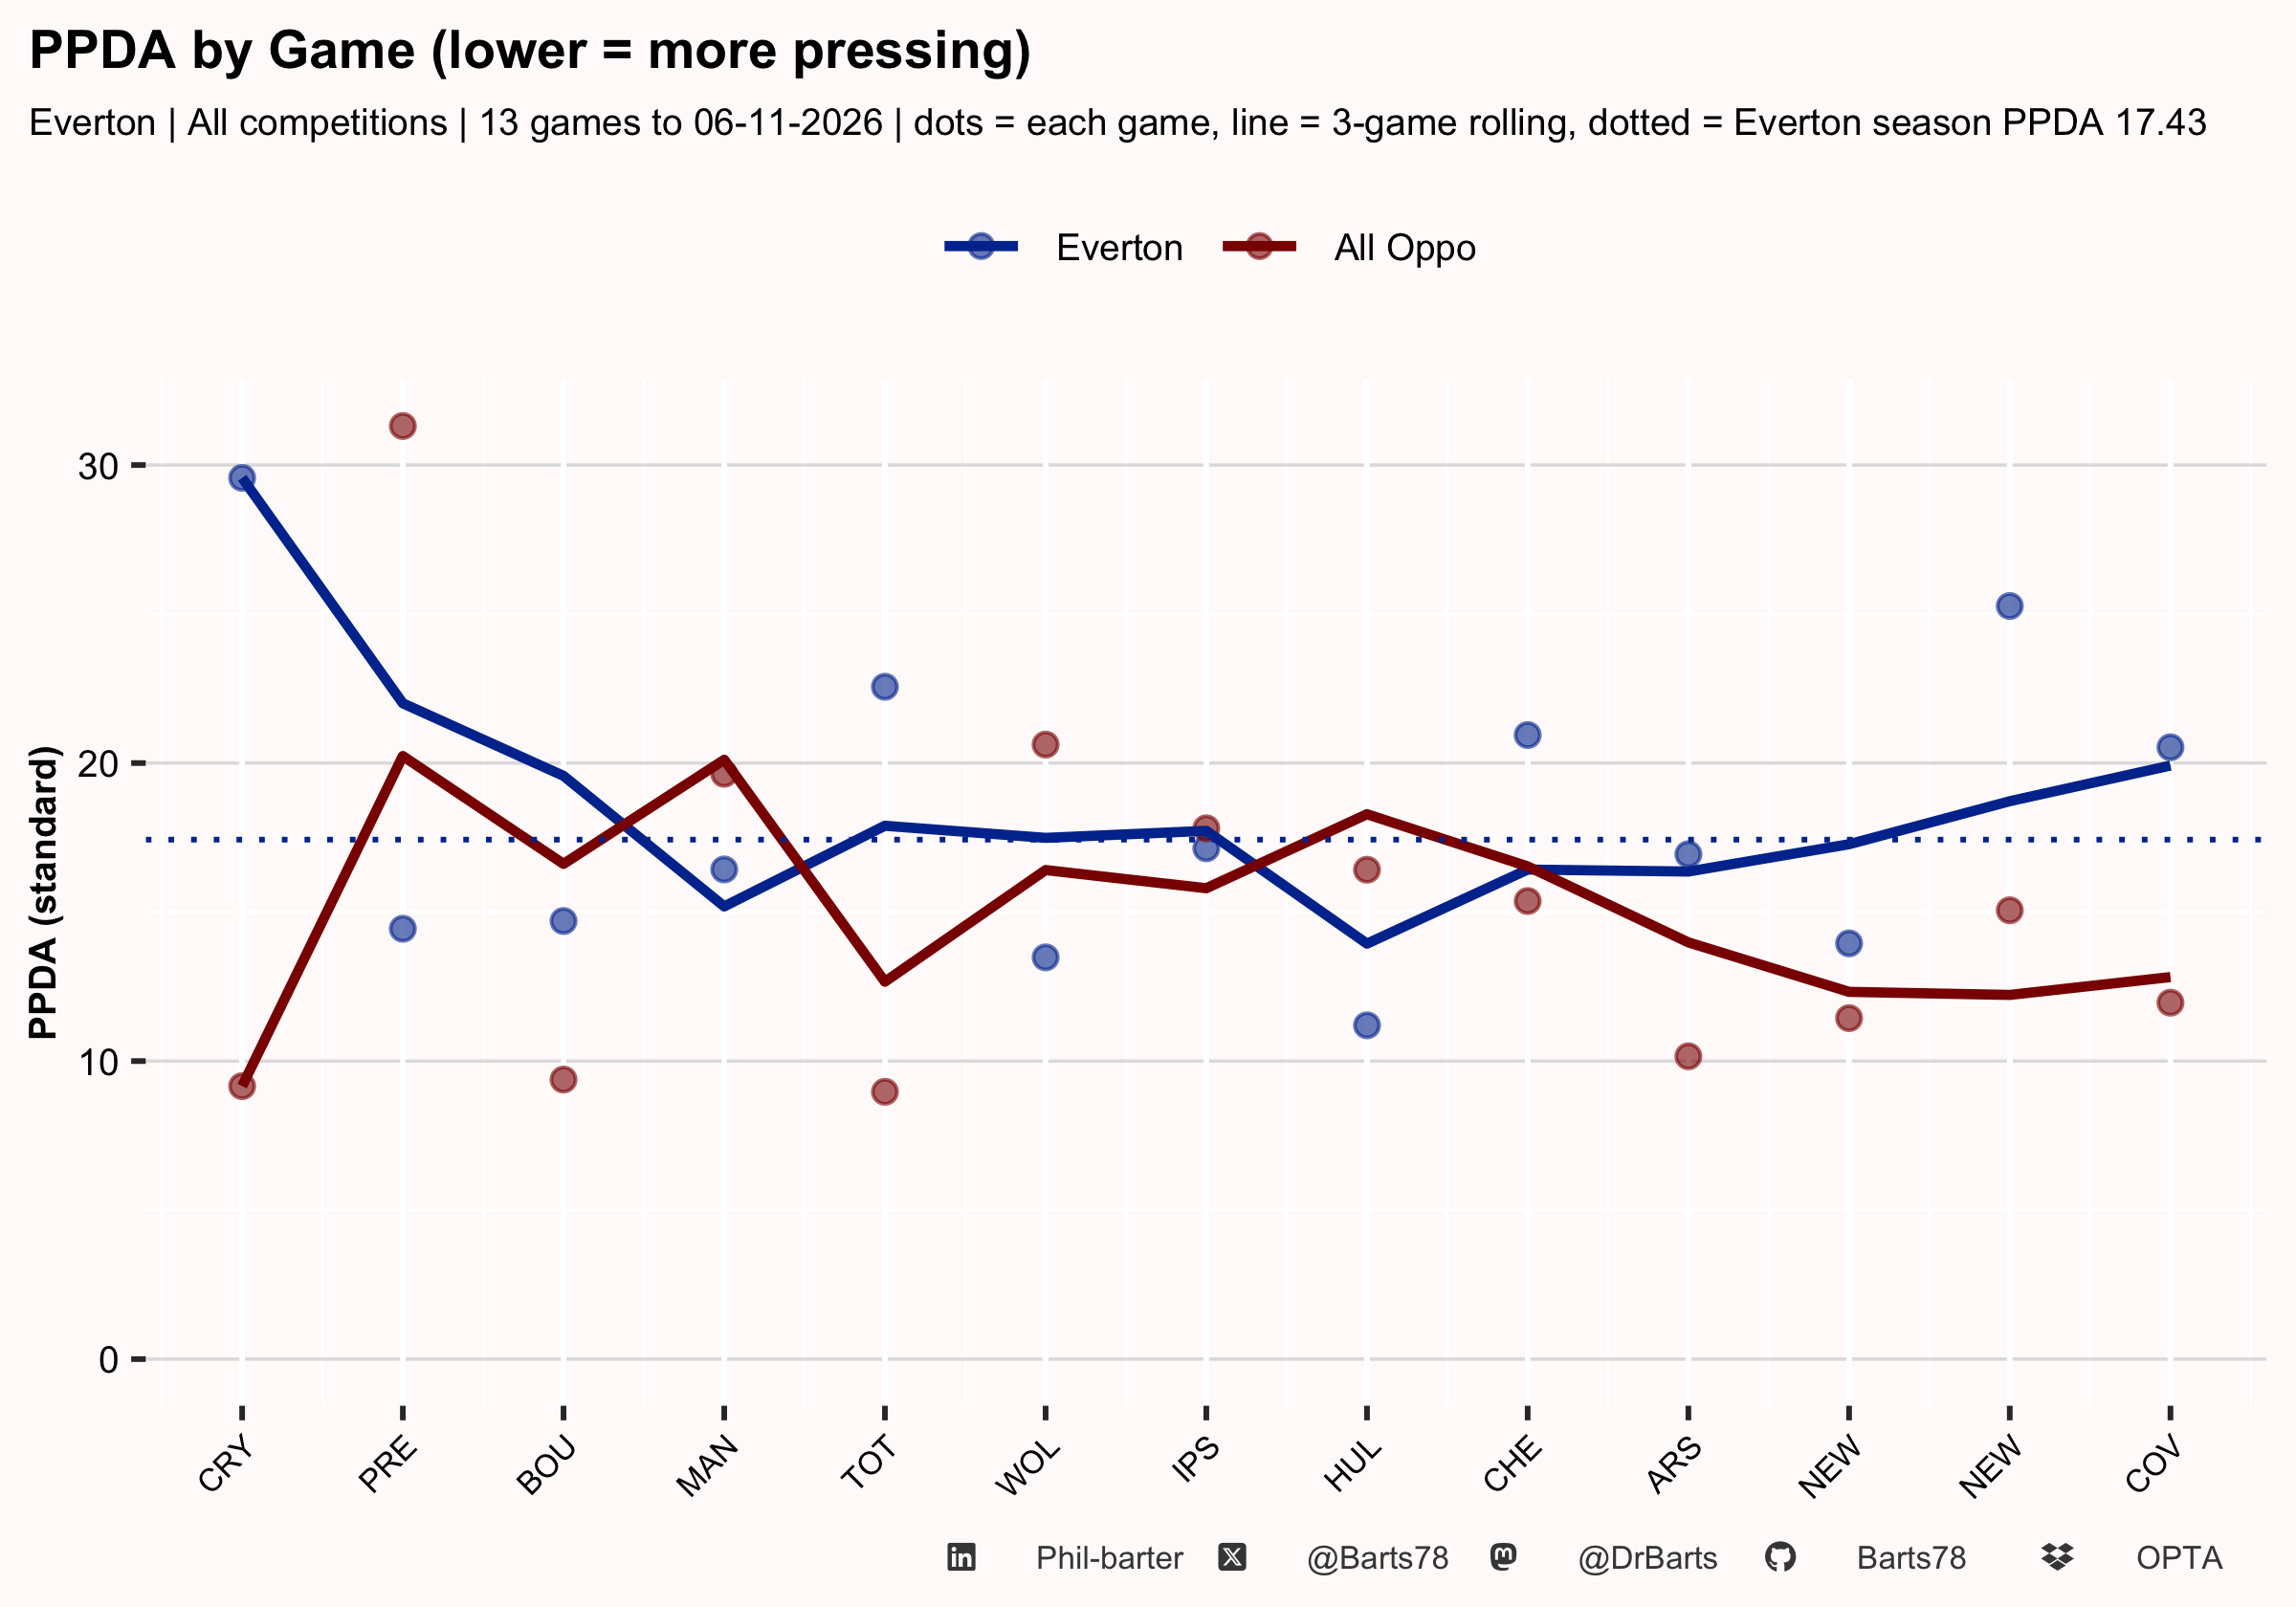 PPDA by Game (lower = more pressing)
Everton | All competitions | 13 games to 06-11-2026 | dots = each game, line = 3-game rolling, dotted = Everton season PPDA 17.43
Everton All Oppo
PPDA (standard)
30
20
10
0
CRY PRE BOU MAN TOT WOL IPS HUL CHE ARS NEW NEW COV
Phil-barter @Barts78 @DrBarts Barts78 OPTA